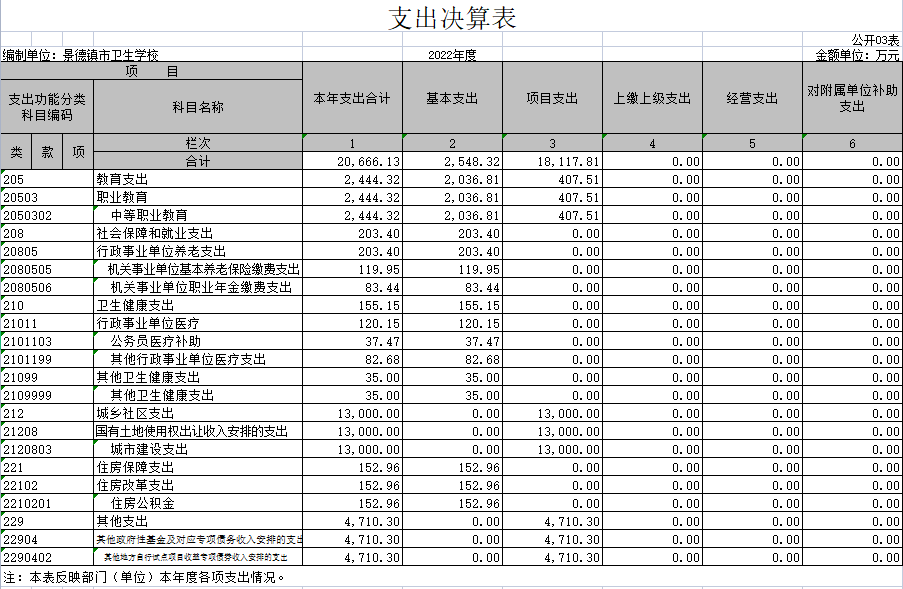 支出决算表
公开03表
编制单位：景德镇市卫生学校 2022年度 金额单位：万元
项 目 本年支出合计 基本支出 项目支出 上缴上级支出 经营支出 对附属单位补助支出
支出功能分类科目编码 科目名称
类 款 项 栏次 1 2 3 4 5 6
合计 20,666.13 2,548.32 18,117.81 0.00 0.00 0.00
205 教育支出 2,444.32 2,036.81 407.51 0.00 0.00 0.00
20503 职业教育 2,444.32 2,036.81 407.51 0.00 0.00 0.00
2050302 中等职业教育 2,444.32 2,036.81 407.51 0.00 0.00 0.00
208 社会保障和就业支出 203.40 203.40 0.00 0.00 0.00 0.00
20805 行政事业单位养老支出 203.40 203.40 0.00 0.00 0.00 0.00
2080505 机关事业单位基本养老保险缴费支出 119.95 119.95 0.00 0.00 0.00 0.00
2080506 机关事业单位职业年金缴费支出 83.44 83.44 0.00 0.00 0.00 0.00
210 卫生健康支出 155.15 155.15 0.00 0.00 0.00 0.00
21011 行政事业单位医疗 120.15 120.15 0.00 0.00 0.00 0.00
2101103 公务员医疗补助 37.47 37.47 0.00 0.00 0.00 0.00
2101199 其他行政事业单位医疗支出 82.68 82.68 0.00 0.00 0.00 0.00
21099 其他卫生健康支出 35.00 35.00 0.00 0.00 0.00 0.00
2109999 其他卫生健康支出 35.00 35.00 0.00 0.00 0.00 0.00
212 城乡社区支出 13,000.00 0.00 13,000.00 0.00 0.00 0.00
21208 国有土地使用权出让收入安排的支出 13,000.00 0.00 13,000.00 0.00 0.00 0.00
2120803 城市建设支出 13,000.00 0.00 13,000.00 0.00 0.00 0.00
221 住房保障支出 152.96 152.96 0.00 0.00 0.00 0.00
22102 住房改革支出 152.96 152.96 0.00 0.00 0.00 0.00
2210201 住房公积金 152.96 152.96 0.00 0.00 0.00 0.00
229 其他支出 4,710.30 0.00 4,710.30 0.00 0.00 0.00
22904 其他政府性基金及对应专项债务收入安排的支出 4,710.30 0.00 4,710.30 0.00 0.00 0.00
2290402 其他地方自行试点项目收益专项债券收入安排的支出 4,710.30 0.00 4,710.30 0.00 0.00 0.00
注：本表反映部门（单位）本年度各项支出情况。